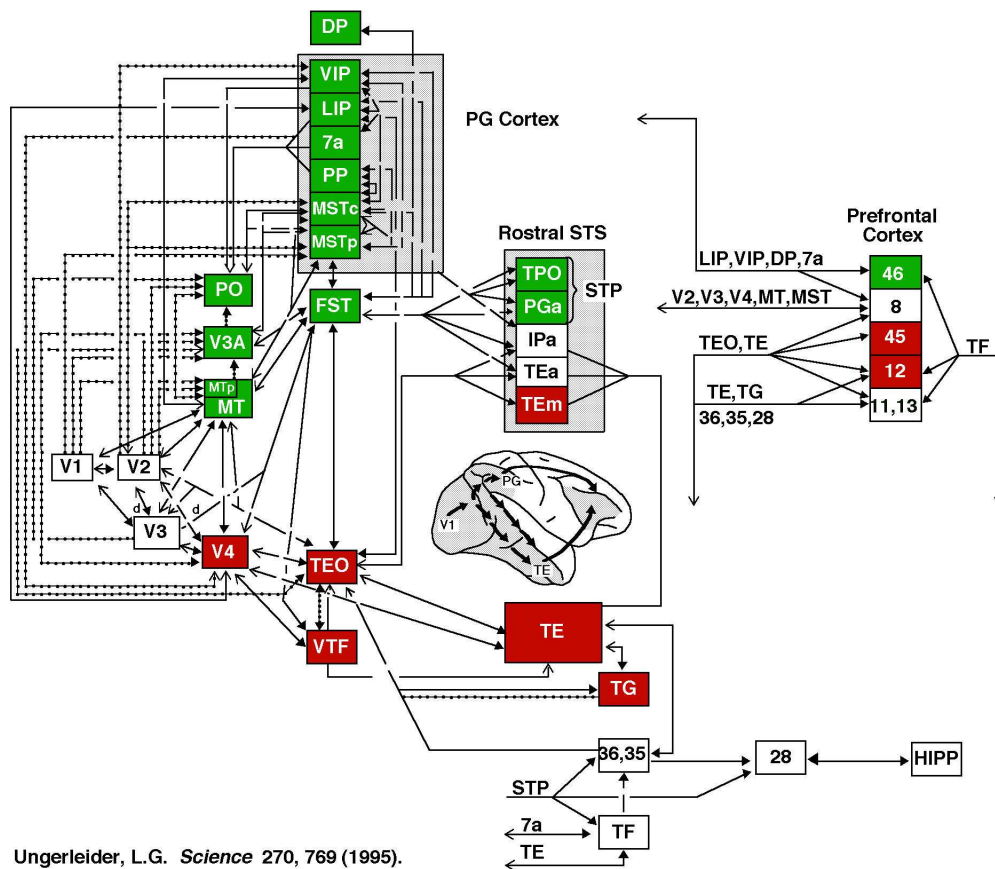 DP
VIP
LIP
7a
PP
MSTc
MSTp
PG Cortex
Rostral STS
TPO
PGa
STP
IPa
TEa
TEm
Prefrontal
Cortex
LIP,VIP,DP,7a
46
V2,V3,V4,MT,MST
8
TEO,TE
45
TF
12
TE,TG
36,35,28
11,13
PO
FST
V3A
MTp
MT
V1
V2
d
d
V3
V4
TEO
PG
V1
TE
VTF
TE
TG
36,35
28
HIPP
STP
7a
TF
TE
Ungerleider, L.G. Science 270, 769 (1995).